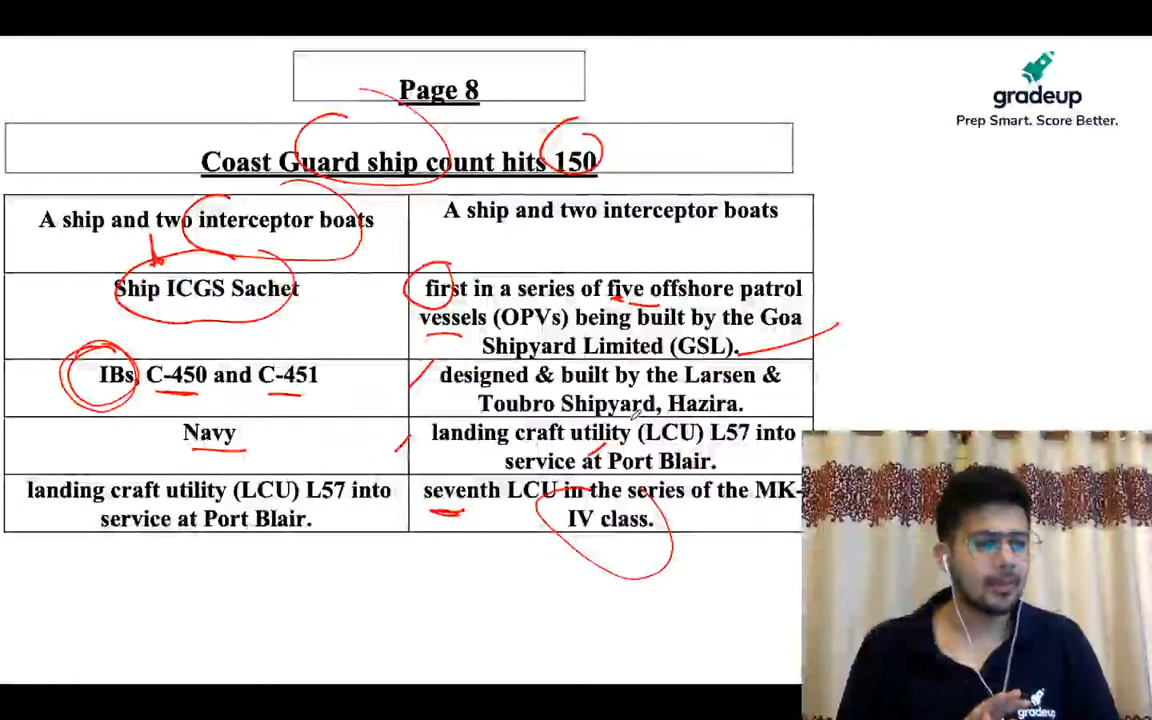 Page 8
gradeup
Prep Smart. Score Better.
Coast Guard ship count hits 150
A ship and two interceptor boats
A ship and two interceptor boats
Ship ICGS Sachet
first in a series of five offshore patrol
vessels (OPVs) being built by the Goa
Shipyard Limited (GSL).
IBs, C-450 and C-451
designed & built by the Larsen &
Toubro Shipyard, Hazira.
Navy
landing craft utility (LCU) L57 into
service at Port Blair.
landing craft utility (LCU) L57 into
service at Port Blair.
seventh LCU in the series of the MK-
IV class.
gradeup